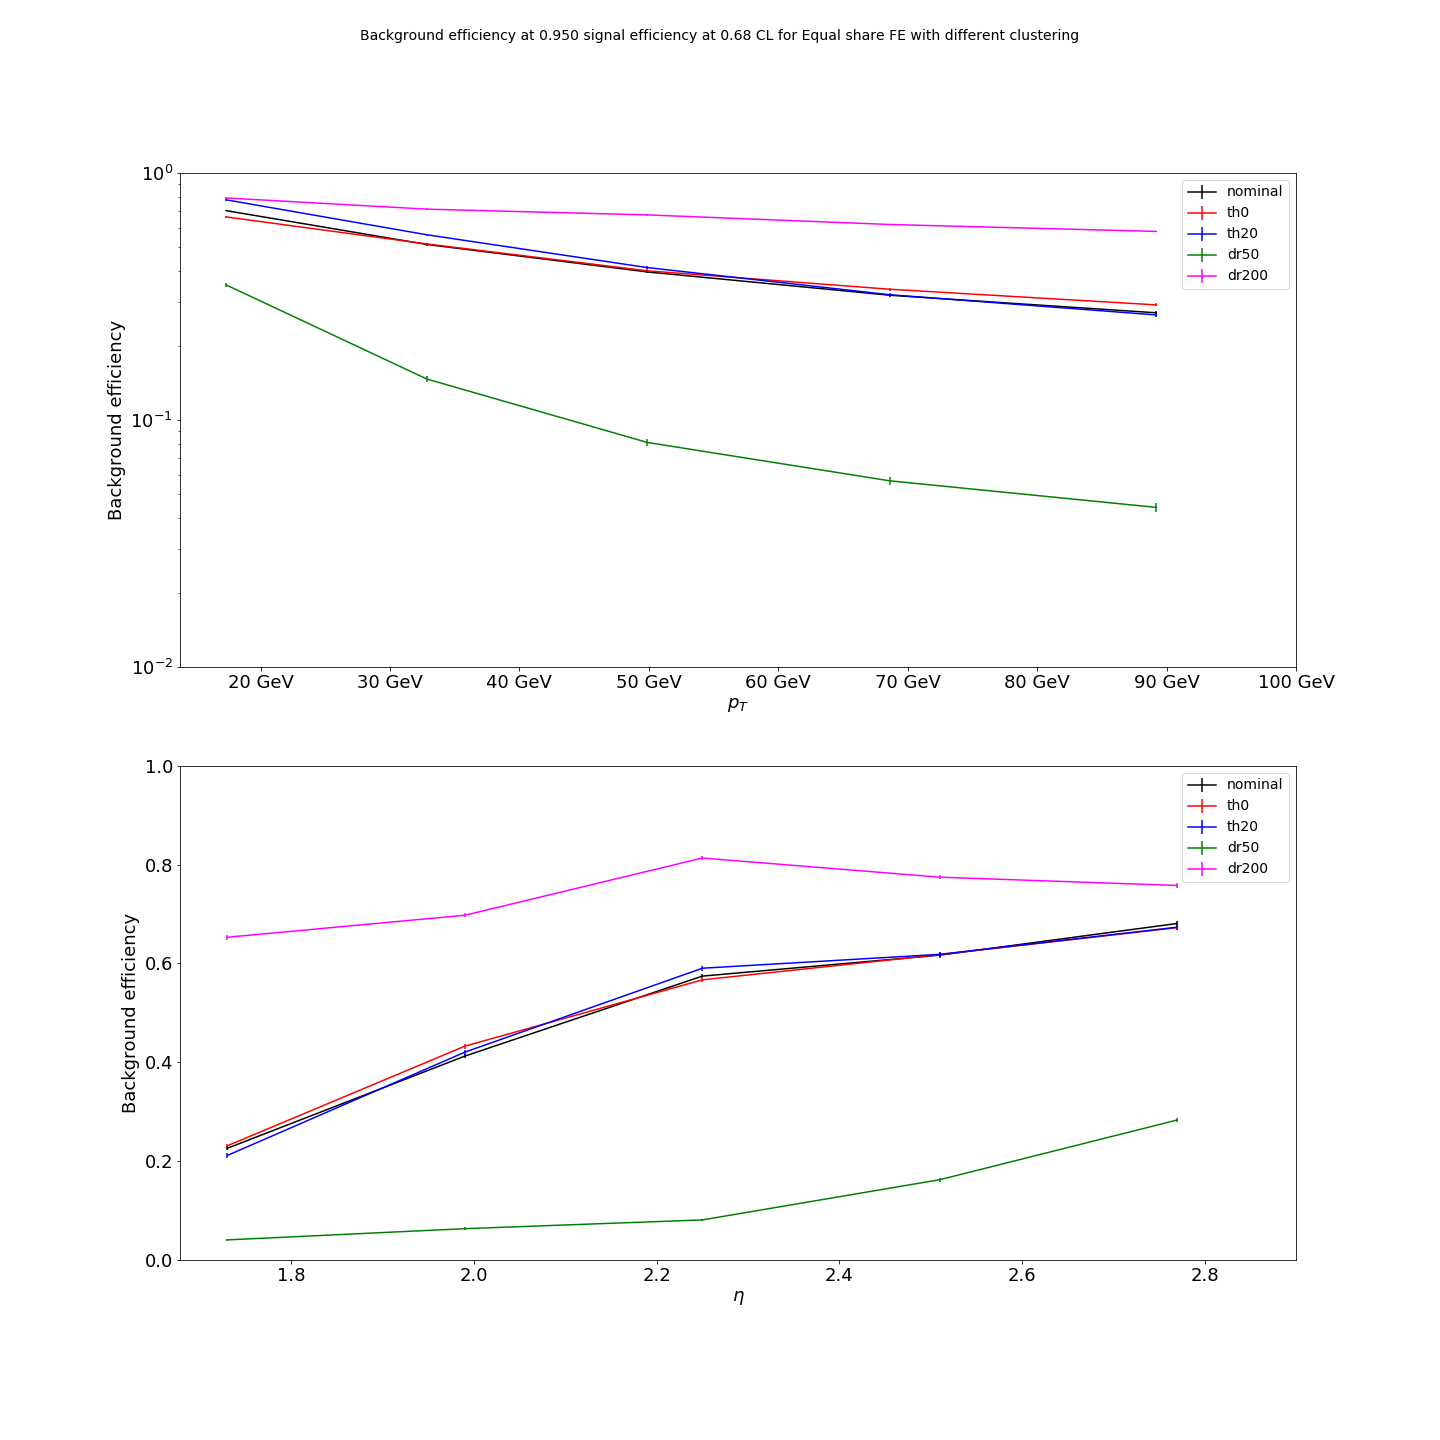 Background efficiency at 0.950 signal efficiency at 0.68 CL for Equal share FE with different clustering
10⁰
10⁻¹
10⁻²
Background efficiency
20 GeV 30 GeV 40 GeV 50 GeV 60 GeV 70 GeV 80 GeV 90 GeV 100 GeV
p_T
nominal
th0
th20
dr50
dr200
1.0
0.8
0.6
0.4
0.2
0.0
Background efficiency
1.8 2.0 2.2 2.4 2.6 2.8
η
nominal
th0
th20
dr50
dr200